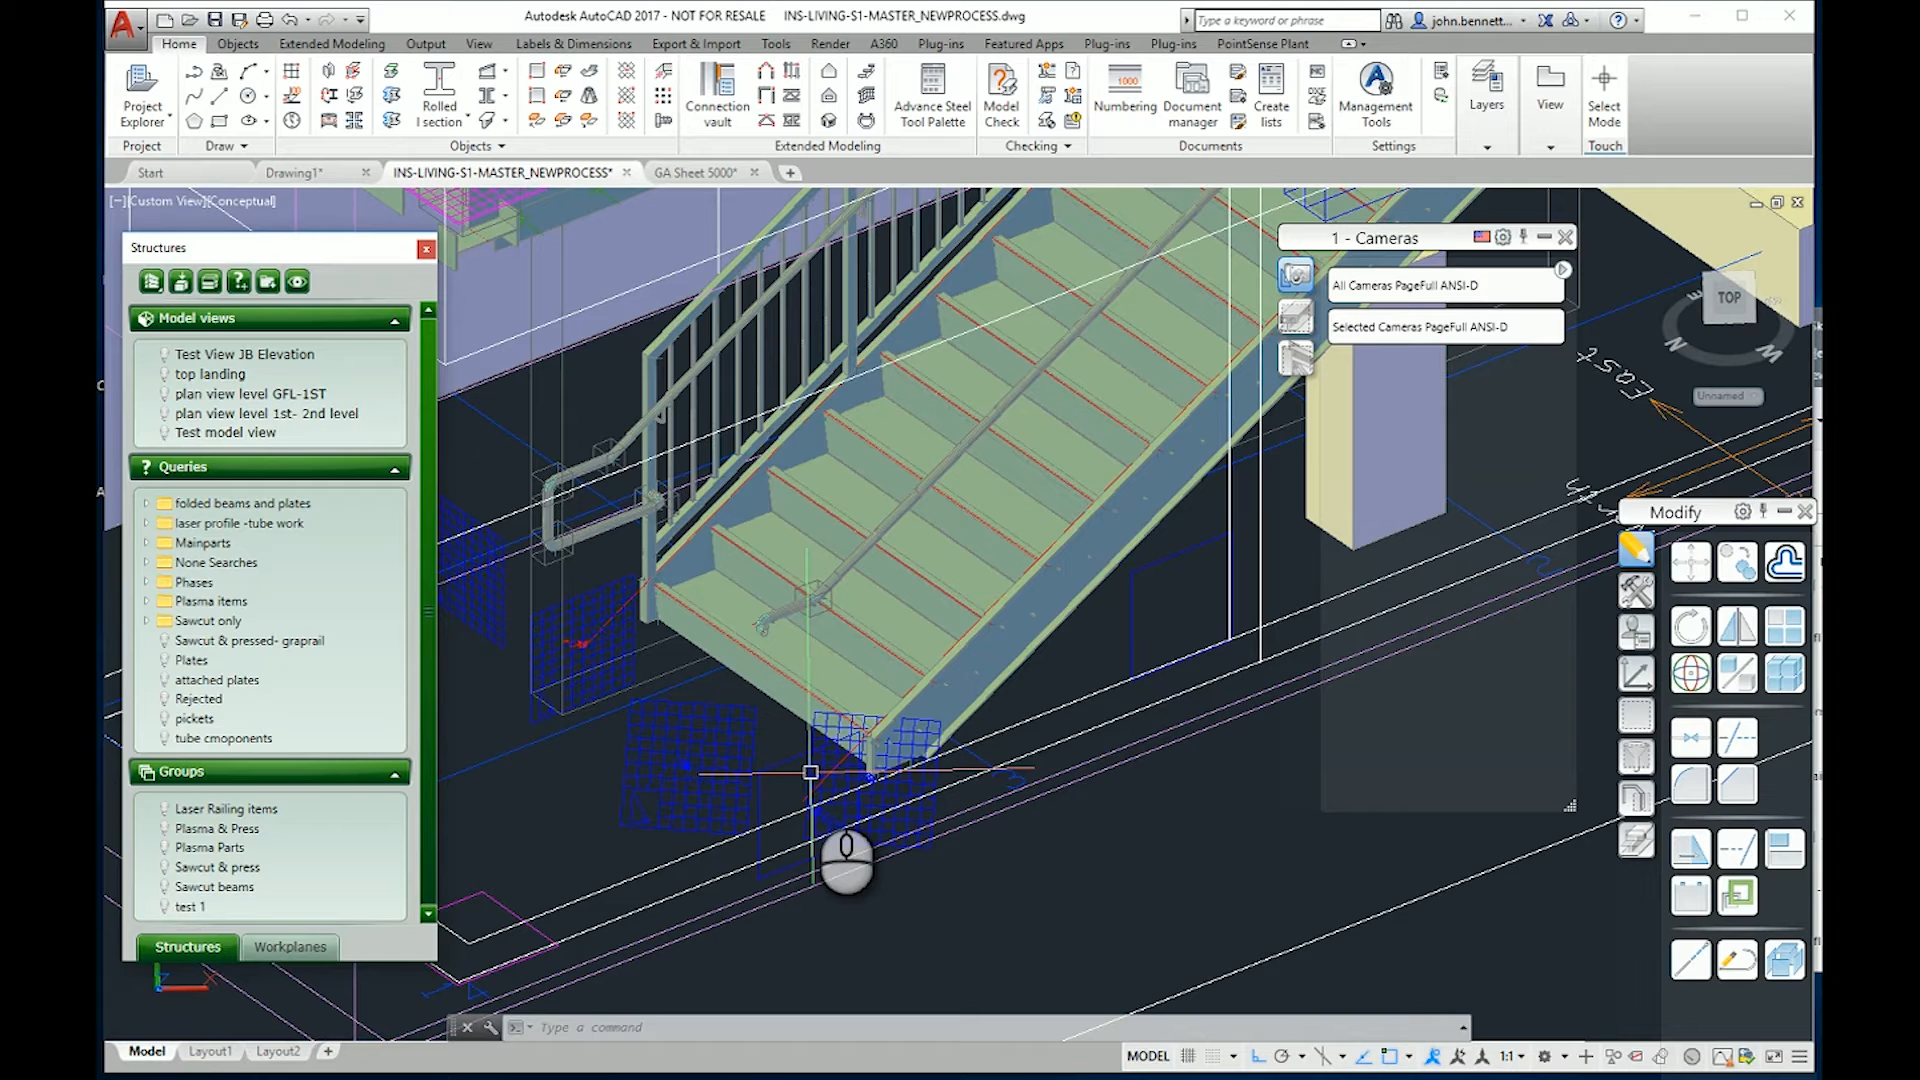 Autodesk AutoCAD 2017 - NOT FOR RESALE INS-LIVING-S1-MASTER_NEWPROCESS.dwg
Type a keyword or phrase
john.bennett...
Home Objects Extended Modeling Output View Labels & Dimensions Export & Import Tools Render A360 Plug-ins Featured Apps Plug-ins Plug-ins PointSense Plant
Project Explorer
Rolled I section
Connection vault
Advance Steel Tool Palette
Model Check
1000
Numbering
Document manager
Create lists
Management Tools
Layers
View
Select Mode
Project Draw Objects Extended Modeling Checking Documents Settings Touch
Start Drawing1* INS-LIVING-S1-MASTER_NEWPROCESS* GA Sheet 5000*
[−][Custom View][Conceptual]
Structures
Model views
Test View JB Elevation
top landing
plan view level GFL-1ST
plan view level 1st- 2nd level
Test model view
Queries
folded beams and plates
laser profile -tube work
Mainparts
None Searches
Phases
Plasma items
Sawcut only
Sawcut & pressed- graprail
Plates
attached plates
Rejected
pickets
tube cmoponents
Groups
Laser Railing items
Plasma & Press
Plasma Parts
Sawcut & press
Sawcut beams
test 1
Structures Workplanes
1 - Cameras
All Cameras PageFull ANSI-D
Selected Cameras PageFull ANSI-D
TOP
N
Unnamed
Modify
Type a command
Model Layout1 Layout2
MODEL
1:1